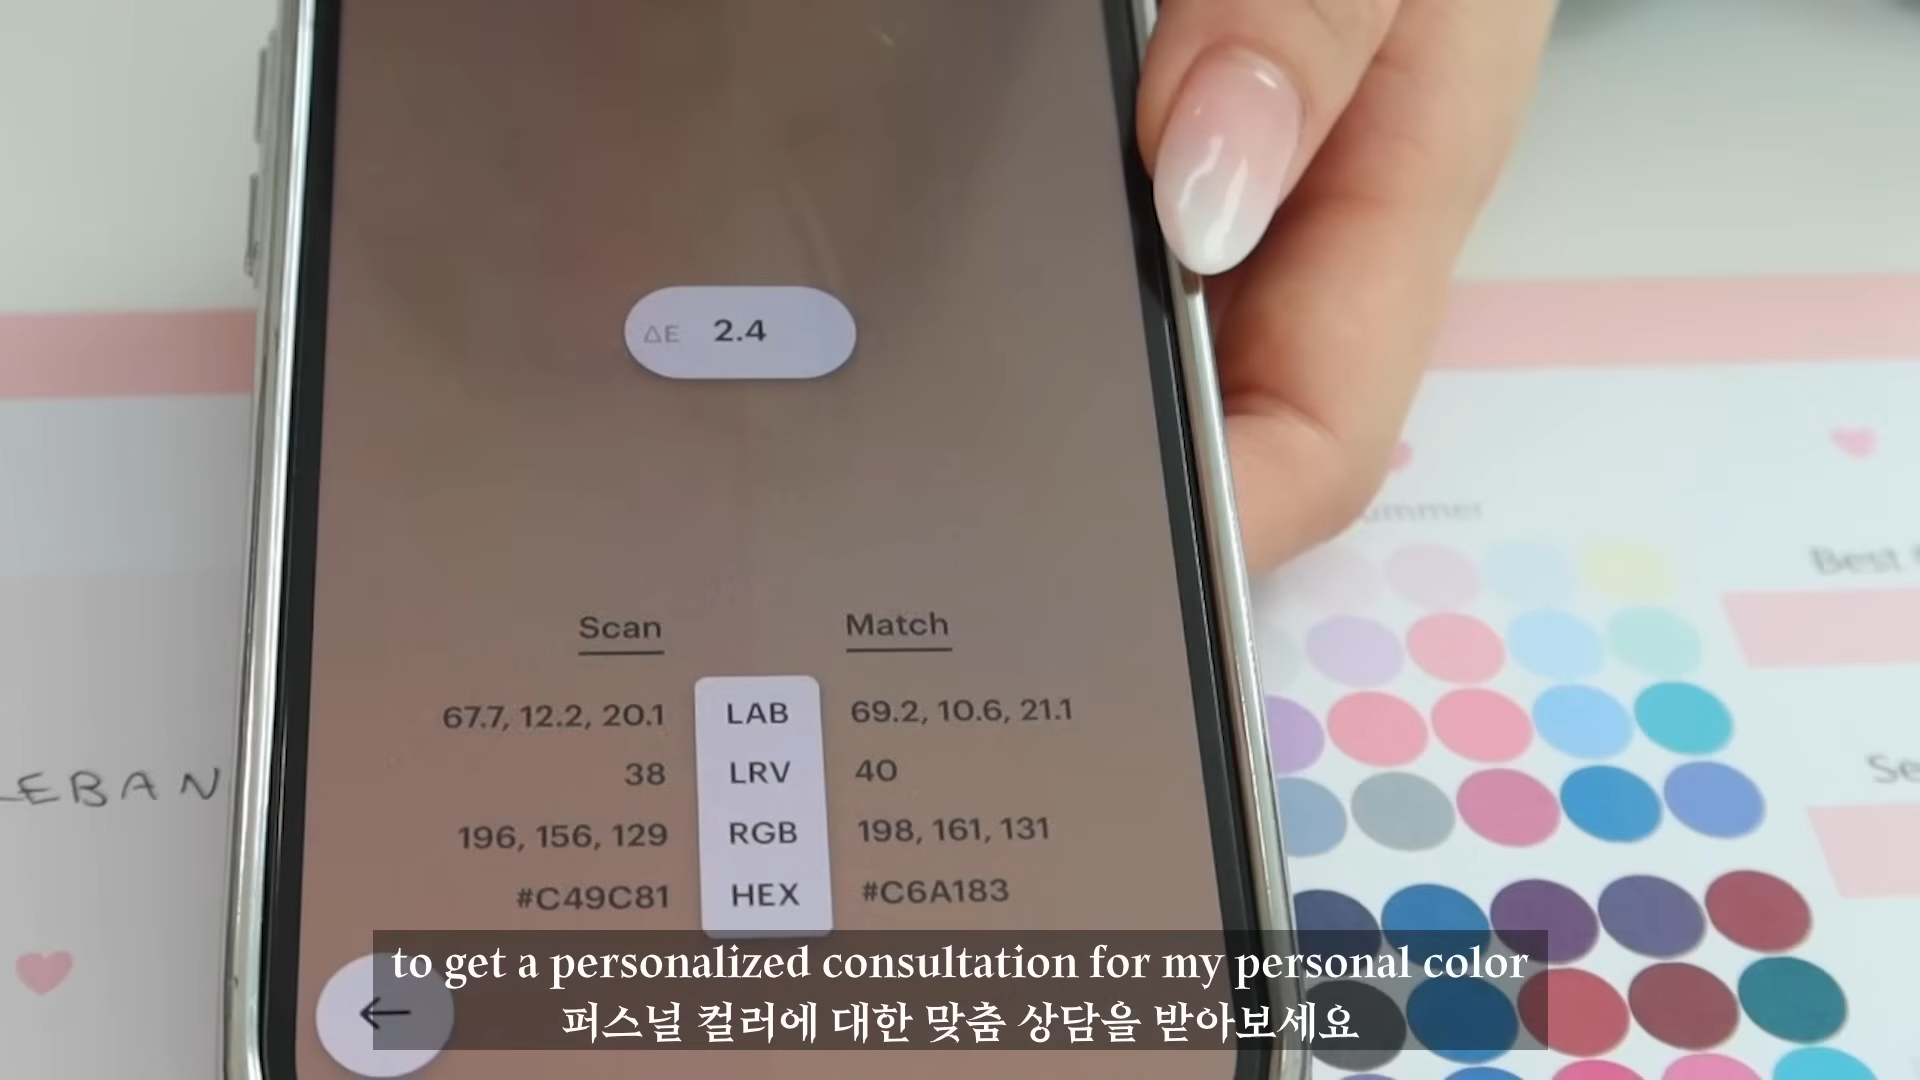 ΔE 2.4
Scan Match
67.7, 12.2, 20.1 LAB 69.2, 10.6, 21.1
38 LRV 40
196, 156, 129 RGB 198, 161, 131
#C49C81 HEX #C6A183
Best
Se
EBAN
to get a personalized consultation for my personal color
퍼스널 컬러에 대한 맞춤 상담을 받아보세요